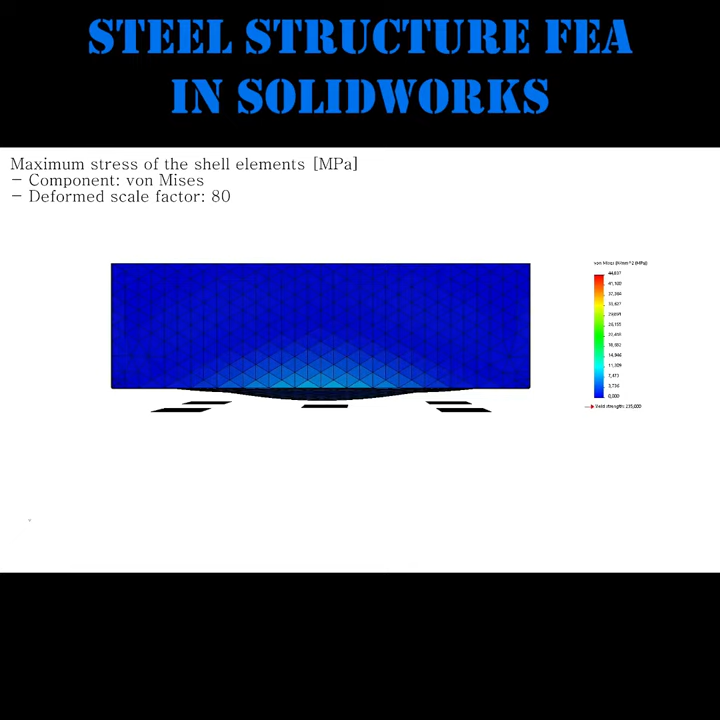 STEEL STRUCTURE FEA
IN SOLIDWORKS
Maximum stress of the shell elements [MPa]
- Component: von Mises
- Deformed scale factor: 80
von Mises [N/mm^2 (MPa)]
44,837
41,100
37,364
33,627
29,891
26,155
22,418
18,682
14,946
11,209
7,473
3,736
0,000
Yield strength: 235,000